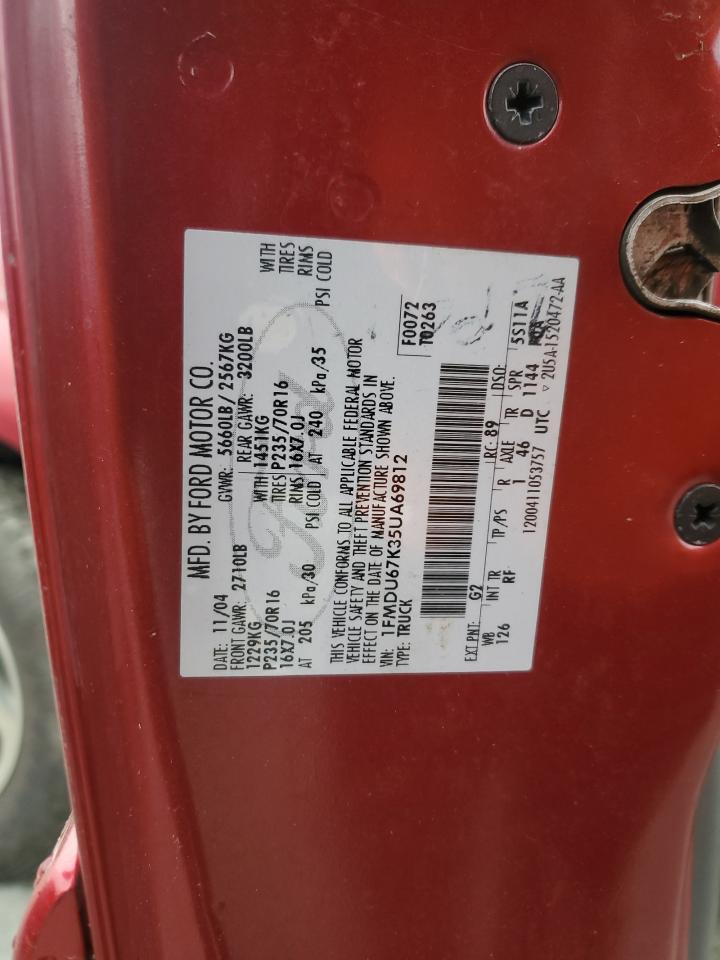 MFD. BY FORD MOTOR CO.
DATE: 11/04 GVWR: 5660LB/2567KG
FRONT GAWR: 2710LB REAR GAWR: 3200LB
1229KG WITH 1451KG WITH
P235/70R16 TIRES P235/70R16 TIRES
16X7.0J RIMS 16X7.0J RIMS
AT 205 kPa/30 PSI COLD AT 240 kPa/35 PSI COLD
Ford
THIS VEHICLE CONFORMS TO ALL APPLICABLE FEDERAL MOTOR
VEHICLE SAFETY AND THEFT PREVENTION STANDARDS IN
EFFECT ON THE DATE OF MANUFACTURE SHOWN ABOVE.
VIN: 1FMDU67K35UA69812 F0072
TYPE: TRUCK T0263
EXT PNT: G2 RC: 89 DSO:
WB INT TR TP/PS R AXLE TR SPR 5S11A
126 RF 1 46 D 1144
1200411053757 UTC ▽ 2U5A-1520472-AA